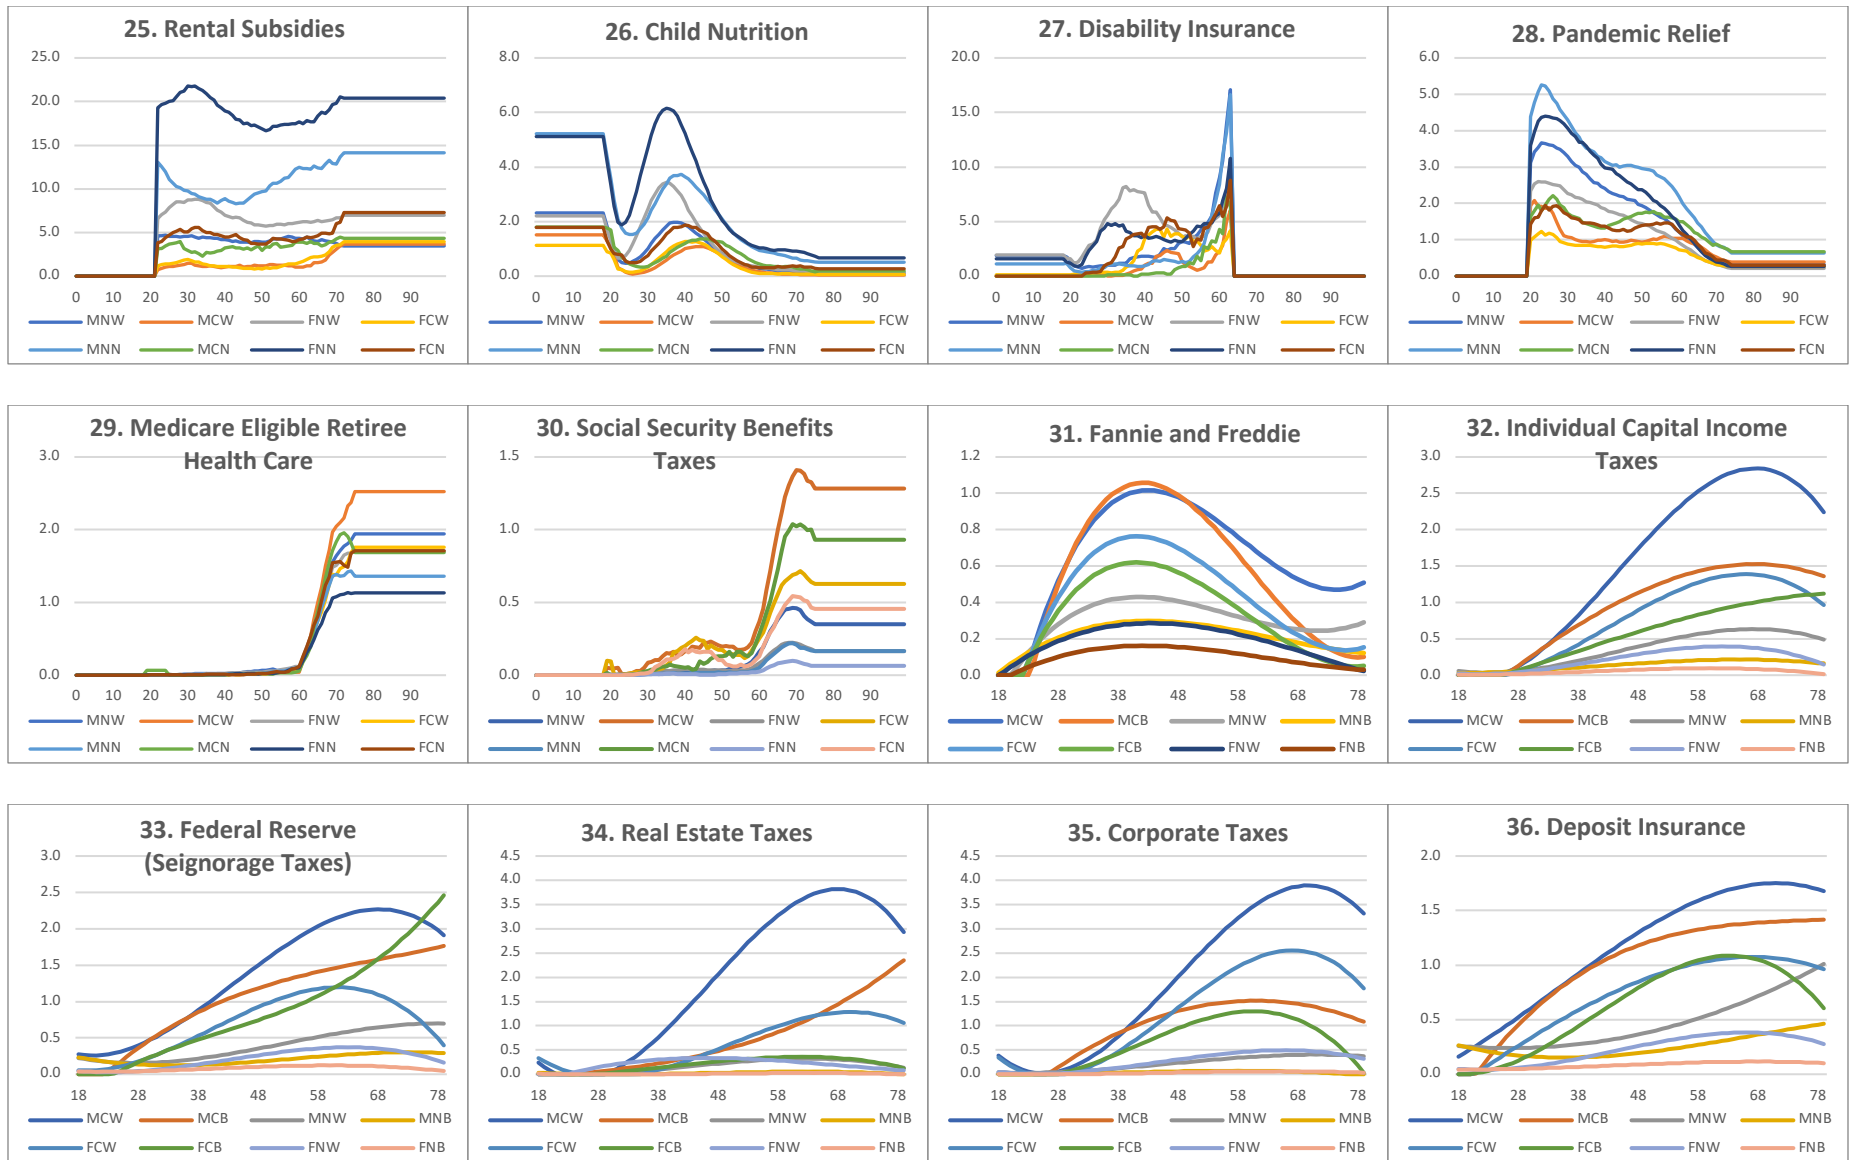 25. Rental Subsidies
25.0
20.0
15.0
10.0
5.0
0.0
0 10 20 30 40 50 60 70 80 90
MNW MCW FNW FCW
MNN MCN FNN FCN
26. Child Nutrition
8.0
6.0
4.0
2.0
0.0
0 10 20 30 40 50 60 70 80 90
MNW MCW FNW FCW
MNN MCN FNN FCN
27. Disability Insurance
20.0
15.0
10.0
5.0
0.0
0 10 20 30 40 50 60 70 80 90
MNW MCW FNW FCW
MNN MCN FNN FCN
28. Pandemic Relief
6.0
5.0
4.0
3.0
2.0
1.0
0.0
0 10 20 30 40 50 60 70 80 90
MNW MCW FNW FCW
MNN MCN FNN FCN
29. Medicare Eligible Retiree
Health Care
3.0
2.0
1.0
0.0
0 10 20 30 40 50 60 70 80 90
MNW MCW FNW FCW
MNN MCN FNN FCN
30. Social Security Benefits
Taxes
1.5
1.0
0.5
0.0
0 10 20 30 40 50 60 70 80 90
MNW MCW FNW FCW
MNN MCN FNN FCN
31. Fannie and Freddie
1.2
1.0
0.8
0.6
0.4
0.2
0.0
18 28 38 48 58 68 78
MCW MCB MNW MNB
FCW FCB FNW FNB
32. Individual Capital Income
Taxes
3.0
2.5
2.0
1.5
1.0
0.5
0.0
18 28 38 48 58 68 78
MCW MCB MNW MNB
FCW FCB FNW FNB
33. Federal Reserve
(Seignorage Taxes)
3.0
2.5
2.0
1.5
1.0
0.5
0.0
18 28 38 48 58 68 78
MCW MCB MNW MNB
FCW FCB FNW FNB
34. Real Estate Taxes
4.5
4.0
3.5
3.0
2.5
2.0
1.5
1.0
0.5
0.0
18 28 38 48 58 68 78
MCW MCB MNW MNB
FCW FCB FNW FNB
35. Corporate Taxes
4.5
4.0
3.5
3.0
2.5
2.0
1.5
1.0
0.5
0.0
18 28 38 48 58 68 78
MCW MCB MNW MNB
FCW FCB FNW FNB
36. Deposit Insurance
2.0
1.5
1.0
0.5
0.0
18 28 38 48 58 68 78
MCW MCB MNW MNB
FCW FCB FNW FNB